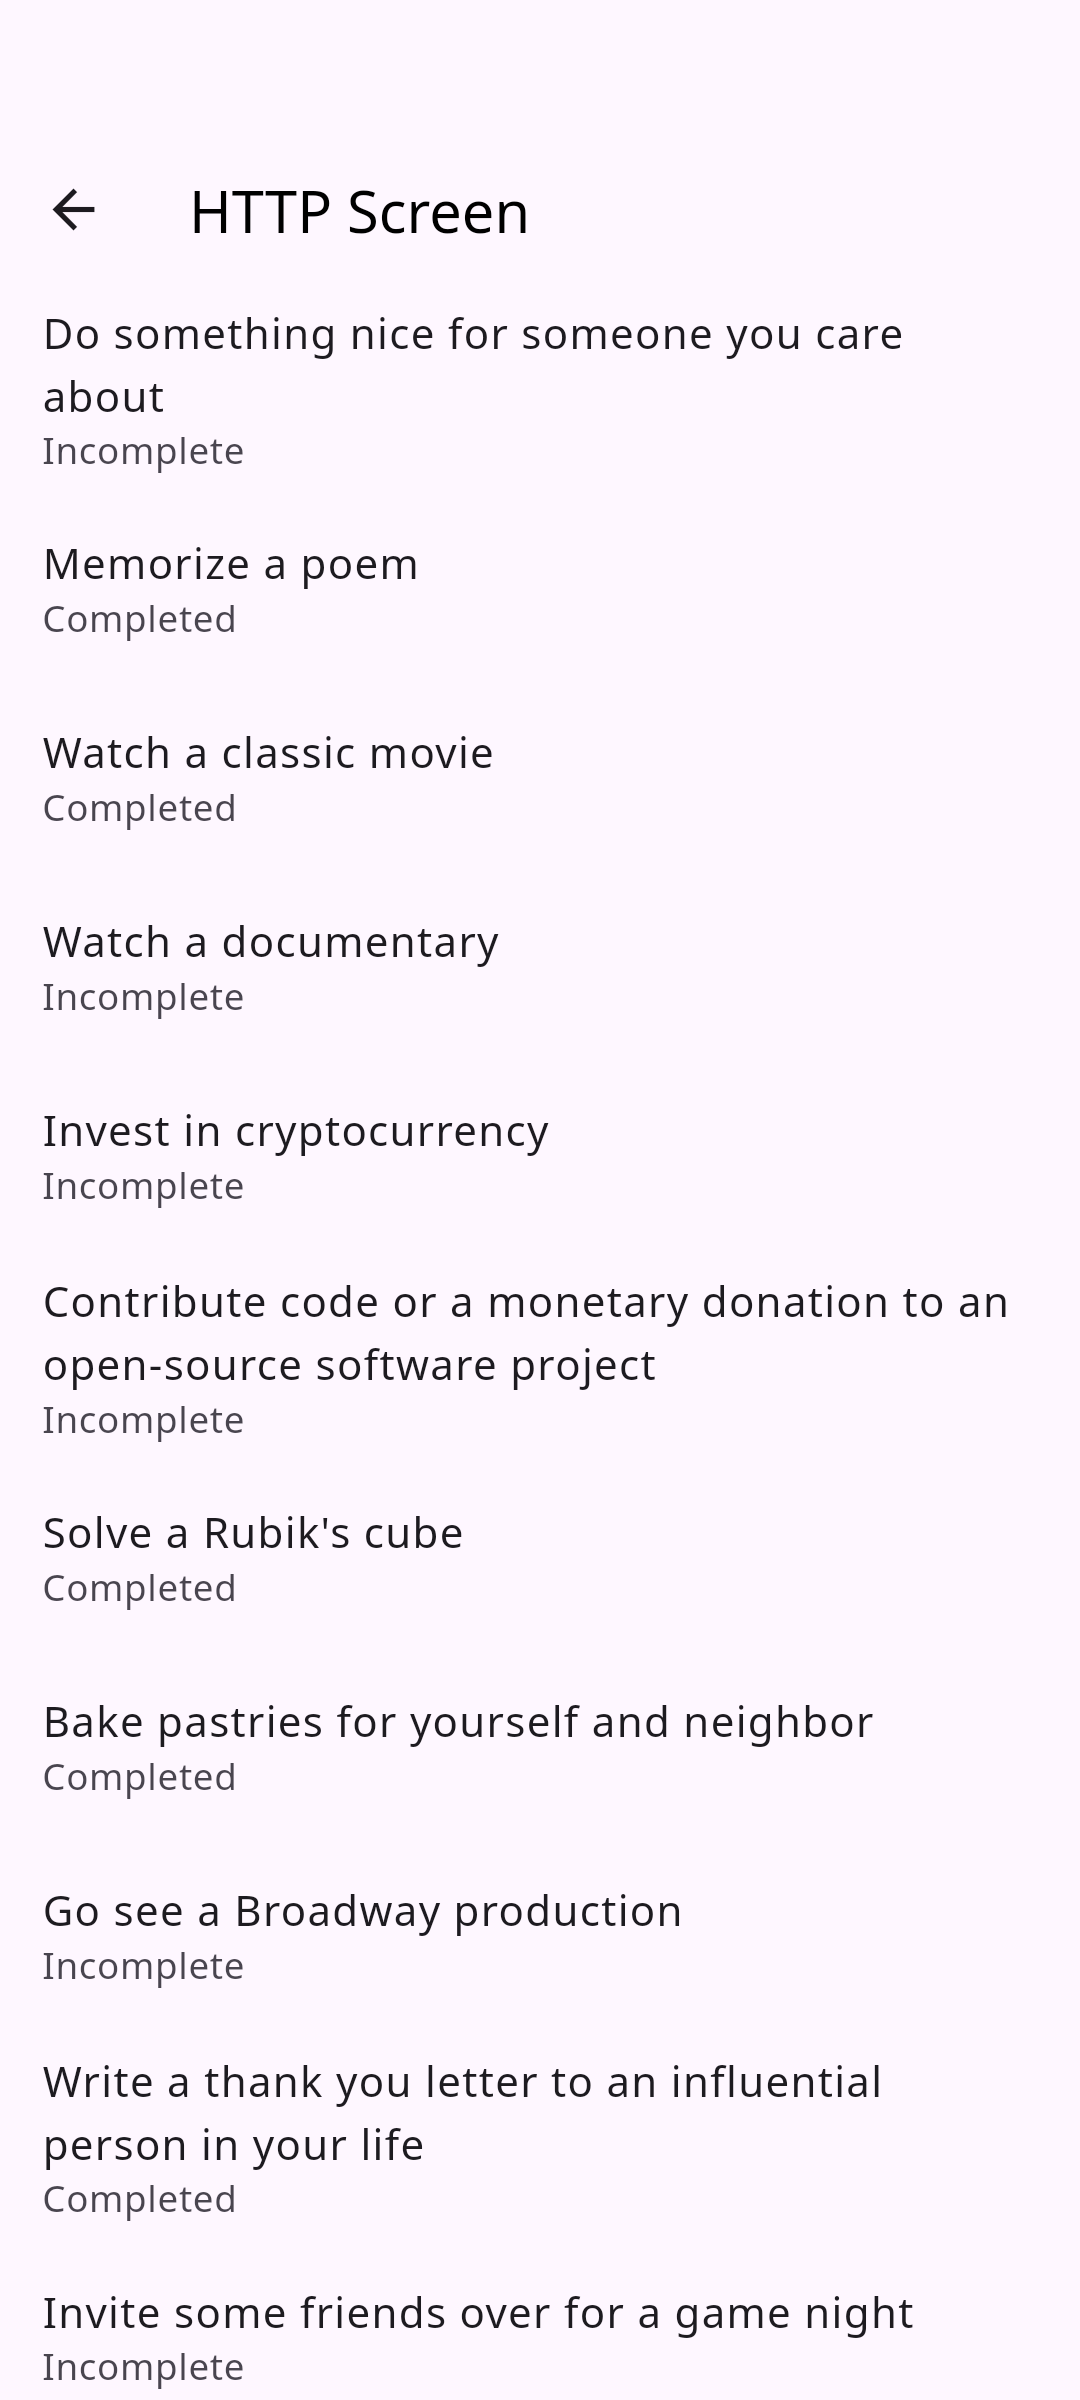 HTTP Screen
Do something nice for someone you care
about
Incomplete
Memorize a poem
Completed
Watch a classic movie
Completed
Watch a documentary
Incomplete
Invest in cryptocurrency
Incomplete
Contribute code or a monetary donation to an
open-source software project
Incomplete
Solve a Rubik's cube
Completed
Bake pastries for yourself and neighbor
Completed
Go see a Broadway production
Incomplete
Write a thank you letter to an influential
person in your life
Completed
Invite some friends over for a game night
Incomplete